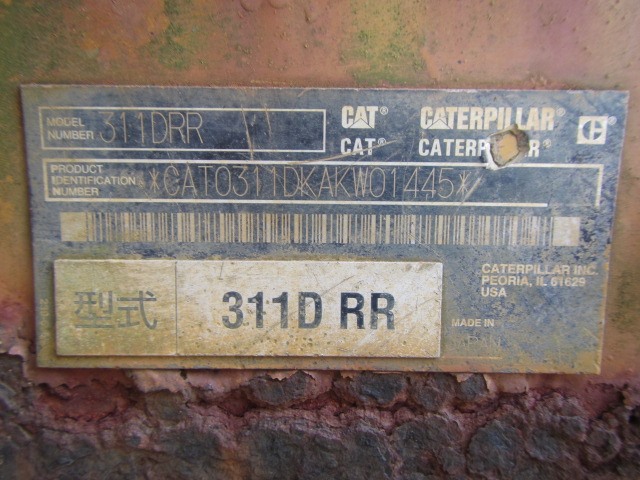 MODEL NUMBER 311DRR
CAT® CATERPILLAR®
CAT®
PRODUCT IDENTIFICATION NUMBER *CAT0311DKAKW01445*
CATERPILLAR INC.
PEORIA, IL 61629
USA
型式 311D RR
MADE IN